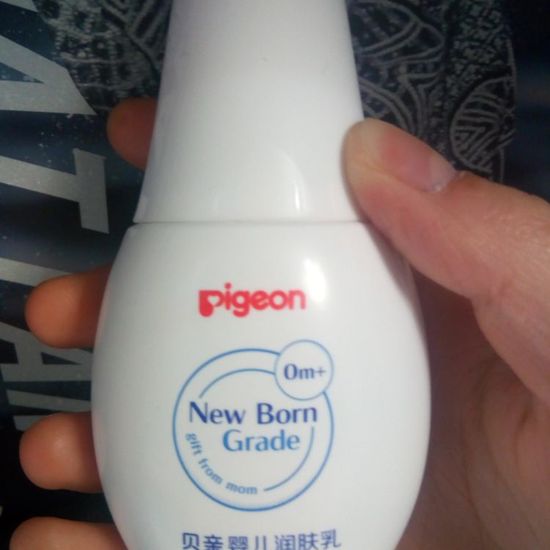 pigeon
0m+
New Born
Grade
gift from mom
贝亲婴儿润肤乳